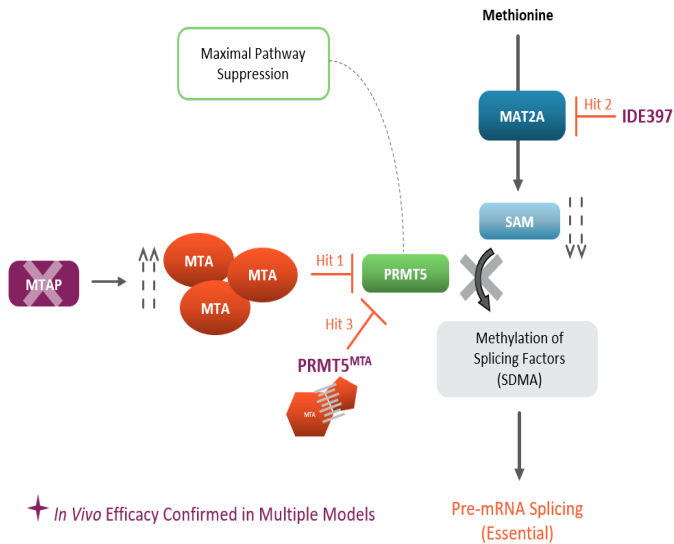 Methionine
Maximal Pathway
Suppression
MAT2A
Hit 2
IDE397
SAM
MTAP
MTA
MTA
MTA
Hit 1
PRMT5
Hit 3
PRMT5MTA
MTA
Methylation of
Splicing Factors
(SDMA)
Pre-mRNA Splicing
(Essential)
In Vivo Efficacy Confirmed in Multiple Models